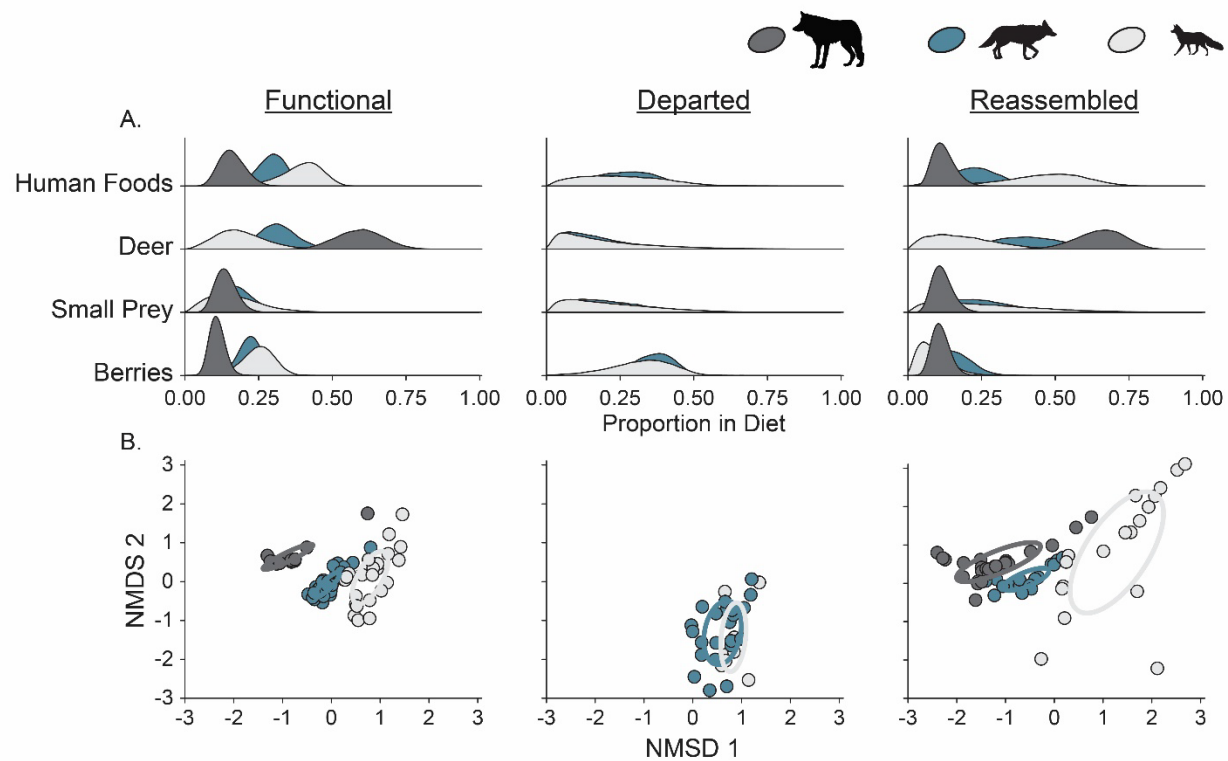 Functional Departed Reassembled
A.
Human Foods
Deer
Small Prey
Berries
0.00 0.25 0.50 0.75 1.00 0.00 0.25 0.50 0.75 1.00 0.00 0.25 0.50 0.75 1.00
Proportion in Diet
B.
NMDS 2
3
2
1
0
-1
-2
-3
-3 -2 -1 0 1 2 3 -3 -2 -1 0 1 2 3 -3 -2 -1 0 1 2 3
NMSD 1